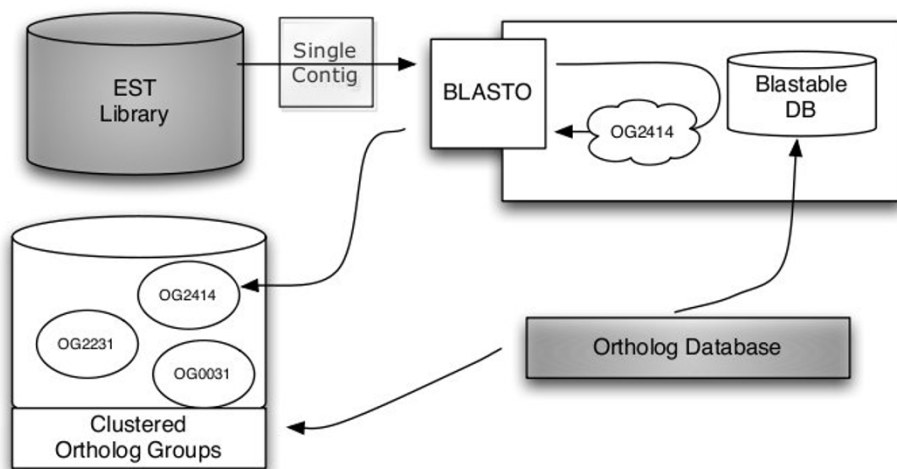 EST
Library
Single
Contig
BLASTO
OG2414
Blastable
DB
OG2414
OG2231
OG0031
Clustered
Ortholog Groups
Ortholog Database